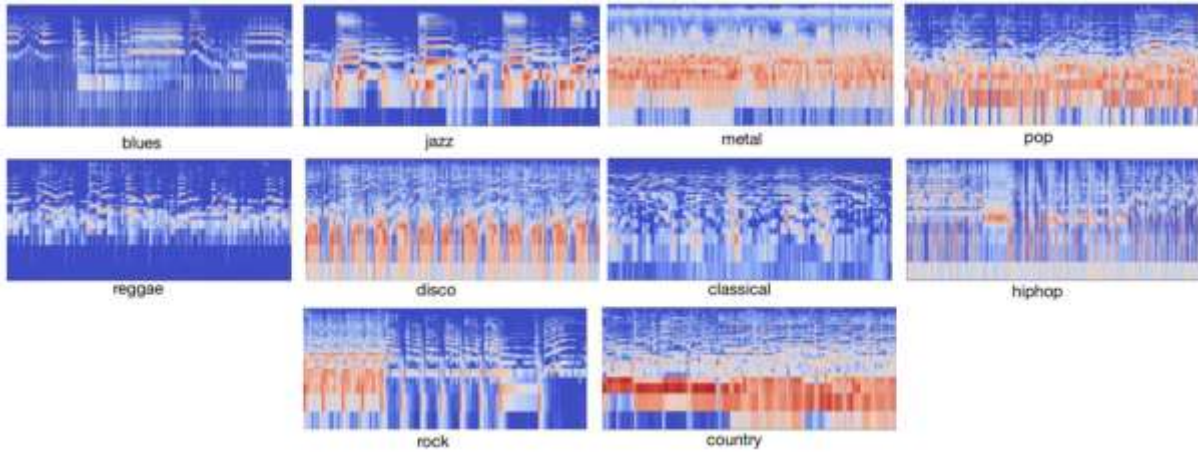 blues
jazz
metal
pop
reggae
disco
classical
hiphop
rock
country